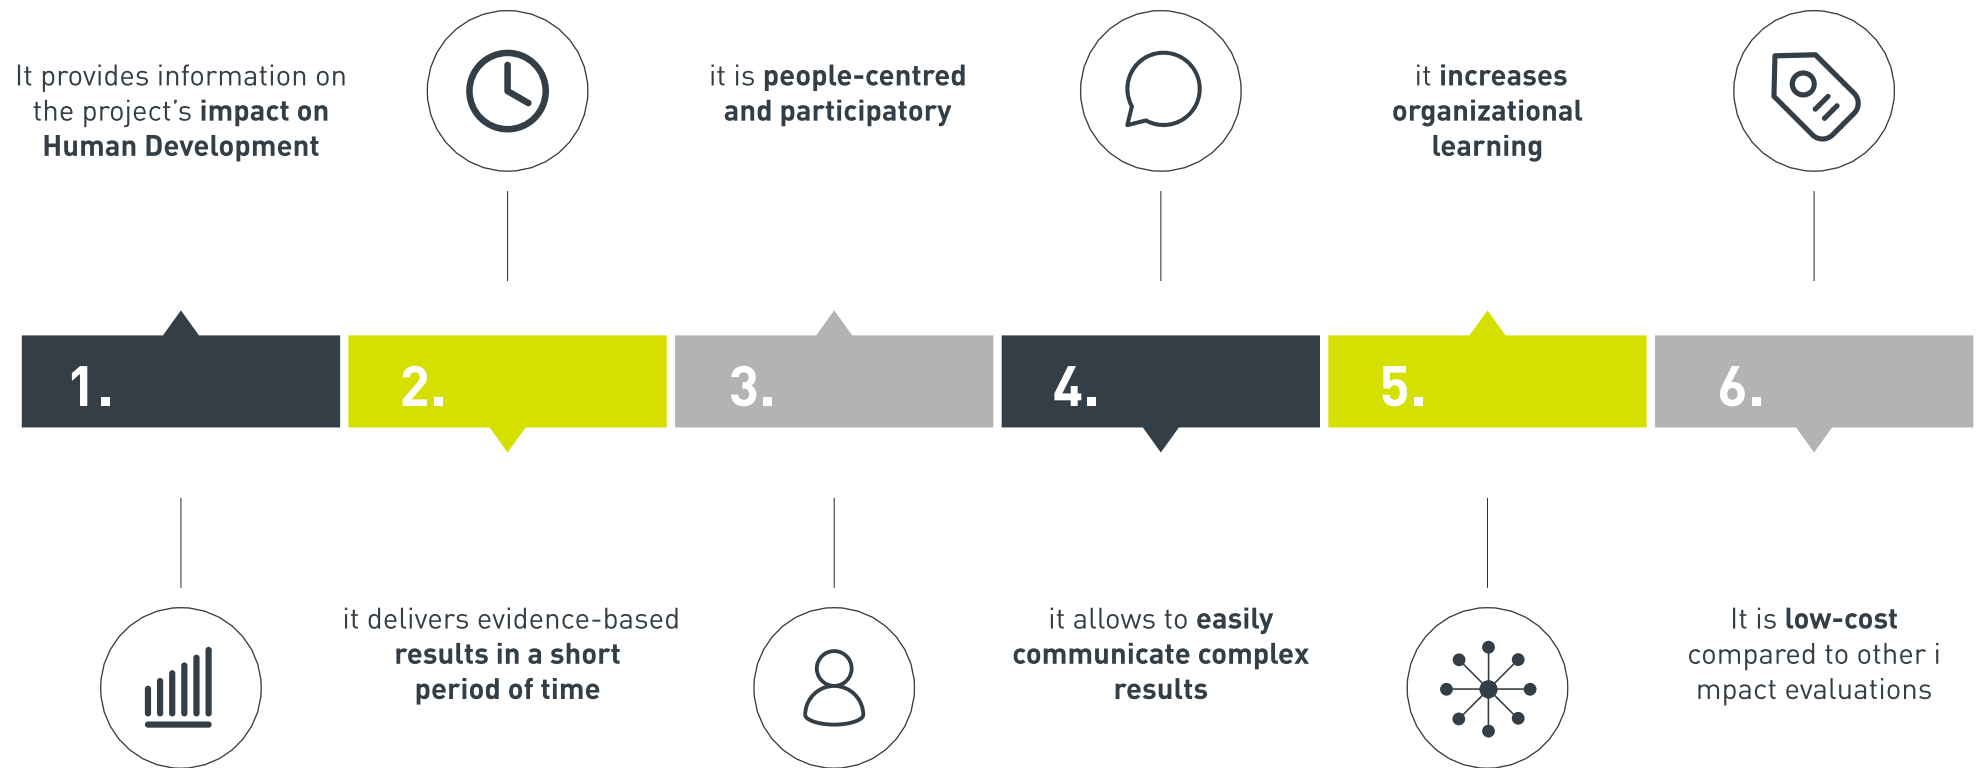 It provides information on
the project's impact on
Human Development
1.
2.
it delivers evidence-based
results in a short
period of time
it is people-centred
and participatory
3.
4.
it allows to easily
communicate complex
results
it increases
organizational
learning
5.
6.
It is low-cost
compared to other i
mpact evaluations